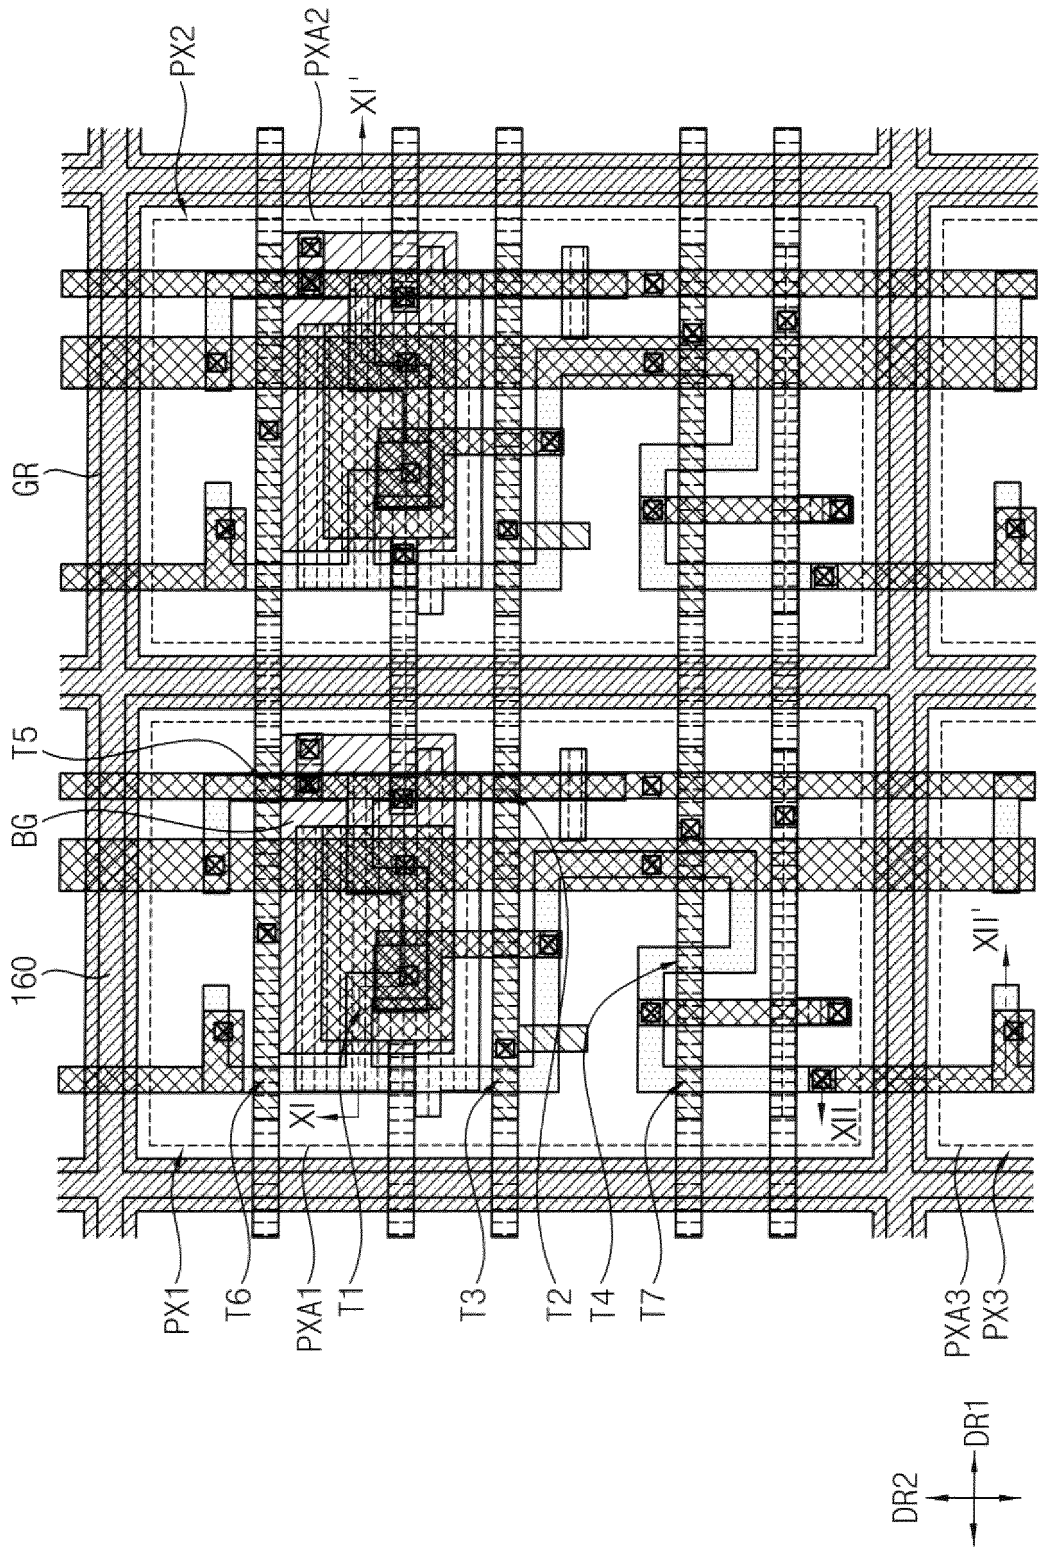 GR
PX2
PXA2
XI'
160
BG
T5
XII'
XI
XII
PX1
T6
PXA1
T1
T3
T2
T4
T7
PXA3
PX3
DR2
DR1